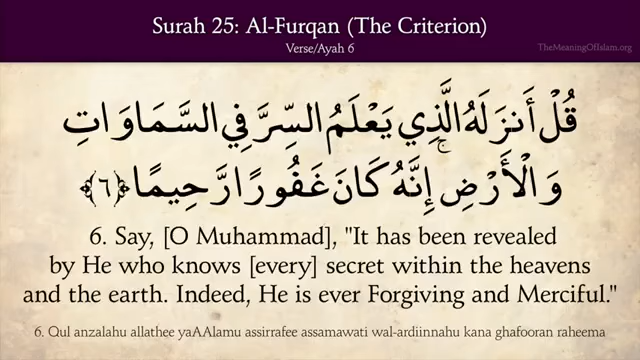 Surah 25: Al-Furqan (The Criterion)
Verse/Ayah 6
TheMeaningOfIslam.org
قُلْ أَنزَلَهُ الَّذِي يَعْلَمُ السِّرَّ فِي السَّمَاوَاتِ
وَالْأَرْضِ ۚ إِنَّهُ كَانَ غَفُورًا رَّحِيمًا ﴿٦﴾
6. Say, [O Muhammad], "It has been revealed
by He who knows [every] secret within the heavens
and the earth. Indeed, He is ever Forgiving and Merciful."
6. Qul anzalahu allathee yaAAlamu assirrafee assamawati wal-ardiinnahu kana ghafooran raheema